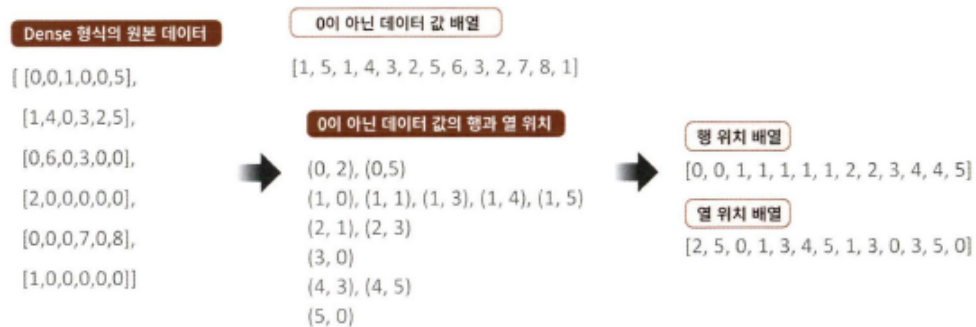 Dense 형식의 원본 데이터
[ [0,0,1,0,0,5],
[1,4,0,3,2,5],
[0,6,0,3,0,0],
[2,0,0,0,0,0],
[0,0,0,7,0,8],
[1,0,0,0,0,0]]
0이 아닌 데이터 값 배열
[1, 5, 1, 4, 3, 2, 5, 6, 3, 2, 7, 8, 1]
0이 아닌 데이터 값의 행과 열 위치
(0, 2), (0,5)
(1, 0), (1, 1), (1, 3), (1, 4), (1, 5)
(2, 1), (2, 3)
(3, 0)
(4, 3), (4, 5)
(5, 0)
행 위치 배열
[0, 0, 1, 1, 1, 1, 1, 2, 2, 3, 4, 4, 5]
열 위치 배열
[2, 5, 0, 1, 3, 4, 5, 1, 3, 0, 3, 5, 0]